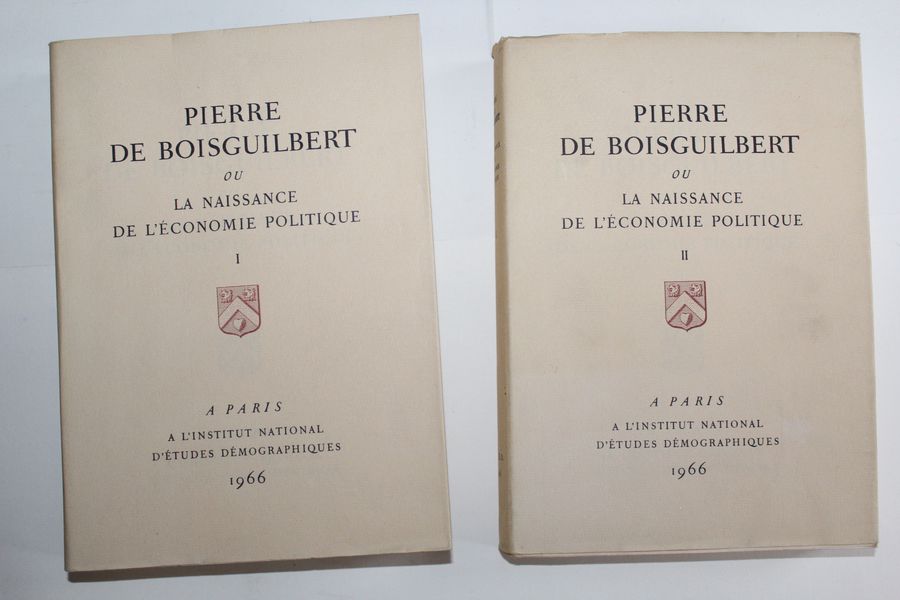 PIERRE
DE BOISGUILBERT
OU
LA NAISSANCE
DE L'ÉCONOMIE POLITIQUE
I
A PARIS
A L'INSTITUT NATIONAL
D'ÉTUDES DÉMOGRAPHIQUES
1966
PIERRE
DE BOISGUILBERT
OU
LA NAISSANCE
DE L'ÉCONOMIE POLITIQUE
II
A PARIS
A L'INSTITUT NATIONAL
D'ÉTUDES DÉMOGRAPHIQUES
1966